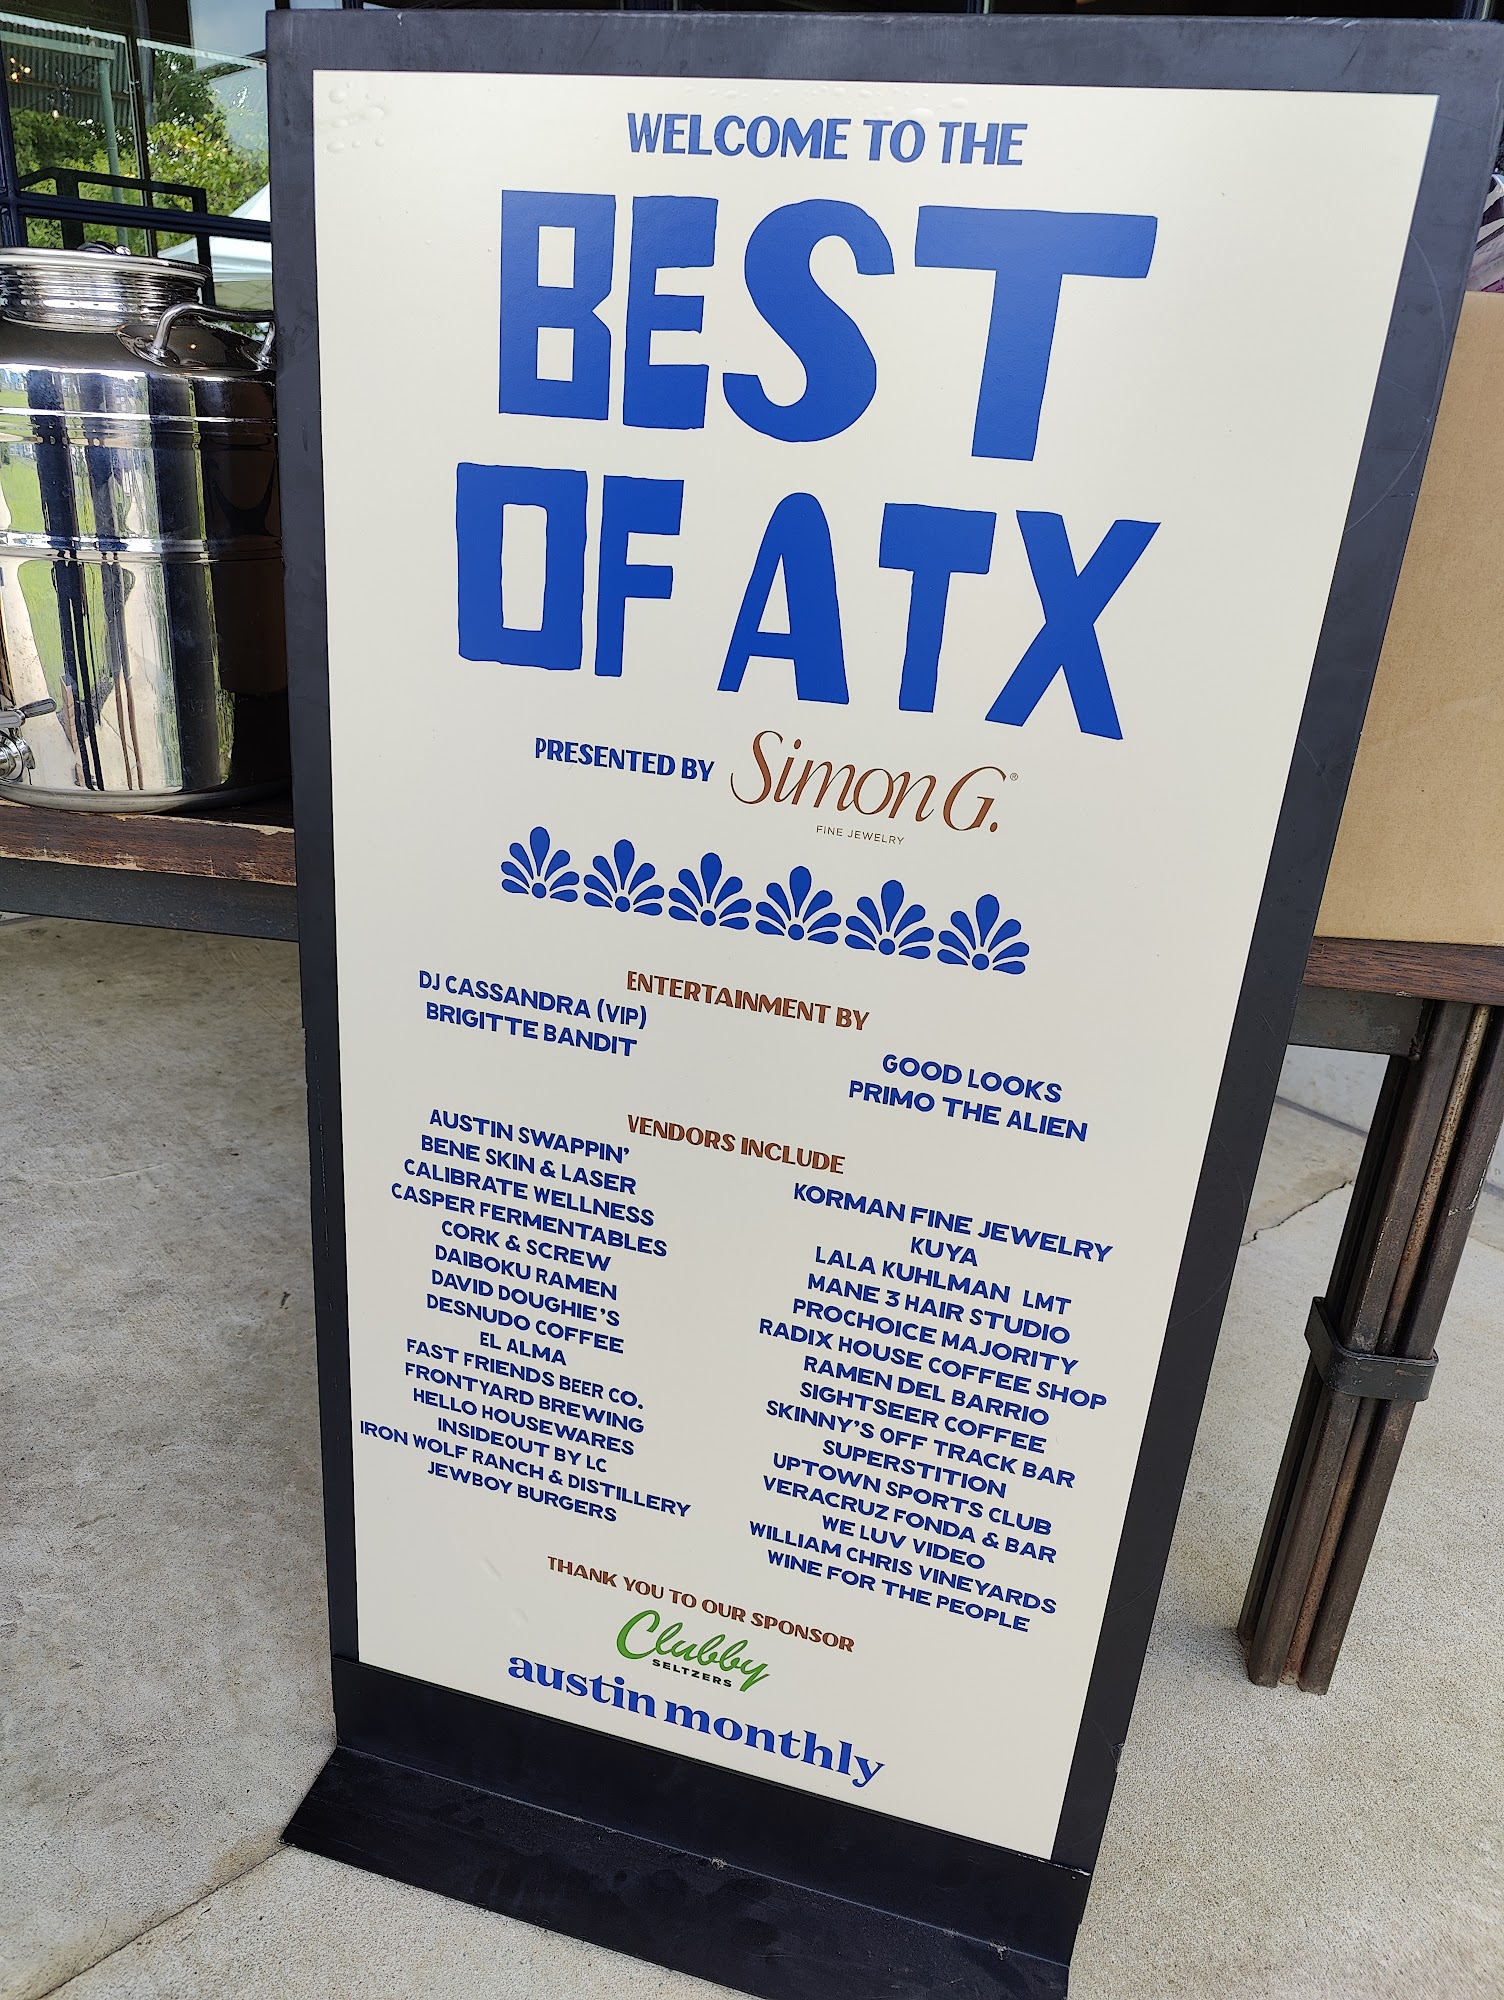 WELCOME TO THE
BEST
OF ATX
PRESENTED BY Simon G.®
FINE JEWELRY
ENTERTAINMENT BY
DJ CASSANDRA (VIP)
BRIGITTE BANDIT
GOOD LOOKS
PRIMO THE ALIEN
VENDORS INCLUDE
AUSTIN SWAPPIN'
BENE SKIN & LASER
CALIBRATE WELLNESS
CASPER FERMENTABLES
CORK & SCREW
DAIBOKU RAMEN
DAVID DOUGHIE'S
DESNUDO COFFEE
EL ALMA
FAST FRIENDS BEER CO.
FRONTYARD BREWING
HELLO HOUSEWARES
INSIDEOUT BY LC
IRON WOLF RANCH & DISTILLERY
JEWBOY BURGERS
KORMAN FINE JEWELRY
KUYA
LALA KUHLMAN LMT
MANE 3 HAIR STUDIO
PROCHOICE MAJORITY
RADIX HOUSE COFFEE SHOP
RAMEN DEL BARRIO
SIGHTSEER COFFEE
SKINNY'S OFF TRACK BAR
SUPERSTITION
UPTOWN SPORTS CLUB
VERACRUZ FONDA & BAR
WE LUV VIDEO
WILLIAM CHRIS VINEYARDS
WINE FOR THE PEOPLE
THANK YOU TO OUR SPONSOR
Clubby
SELTZERS
austin monthly